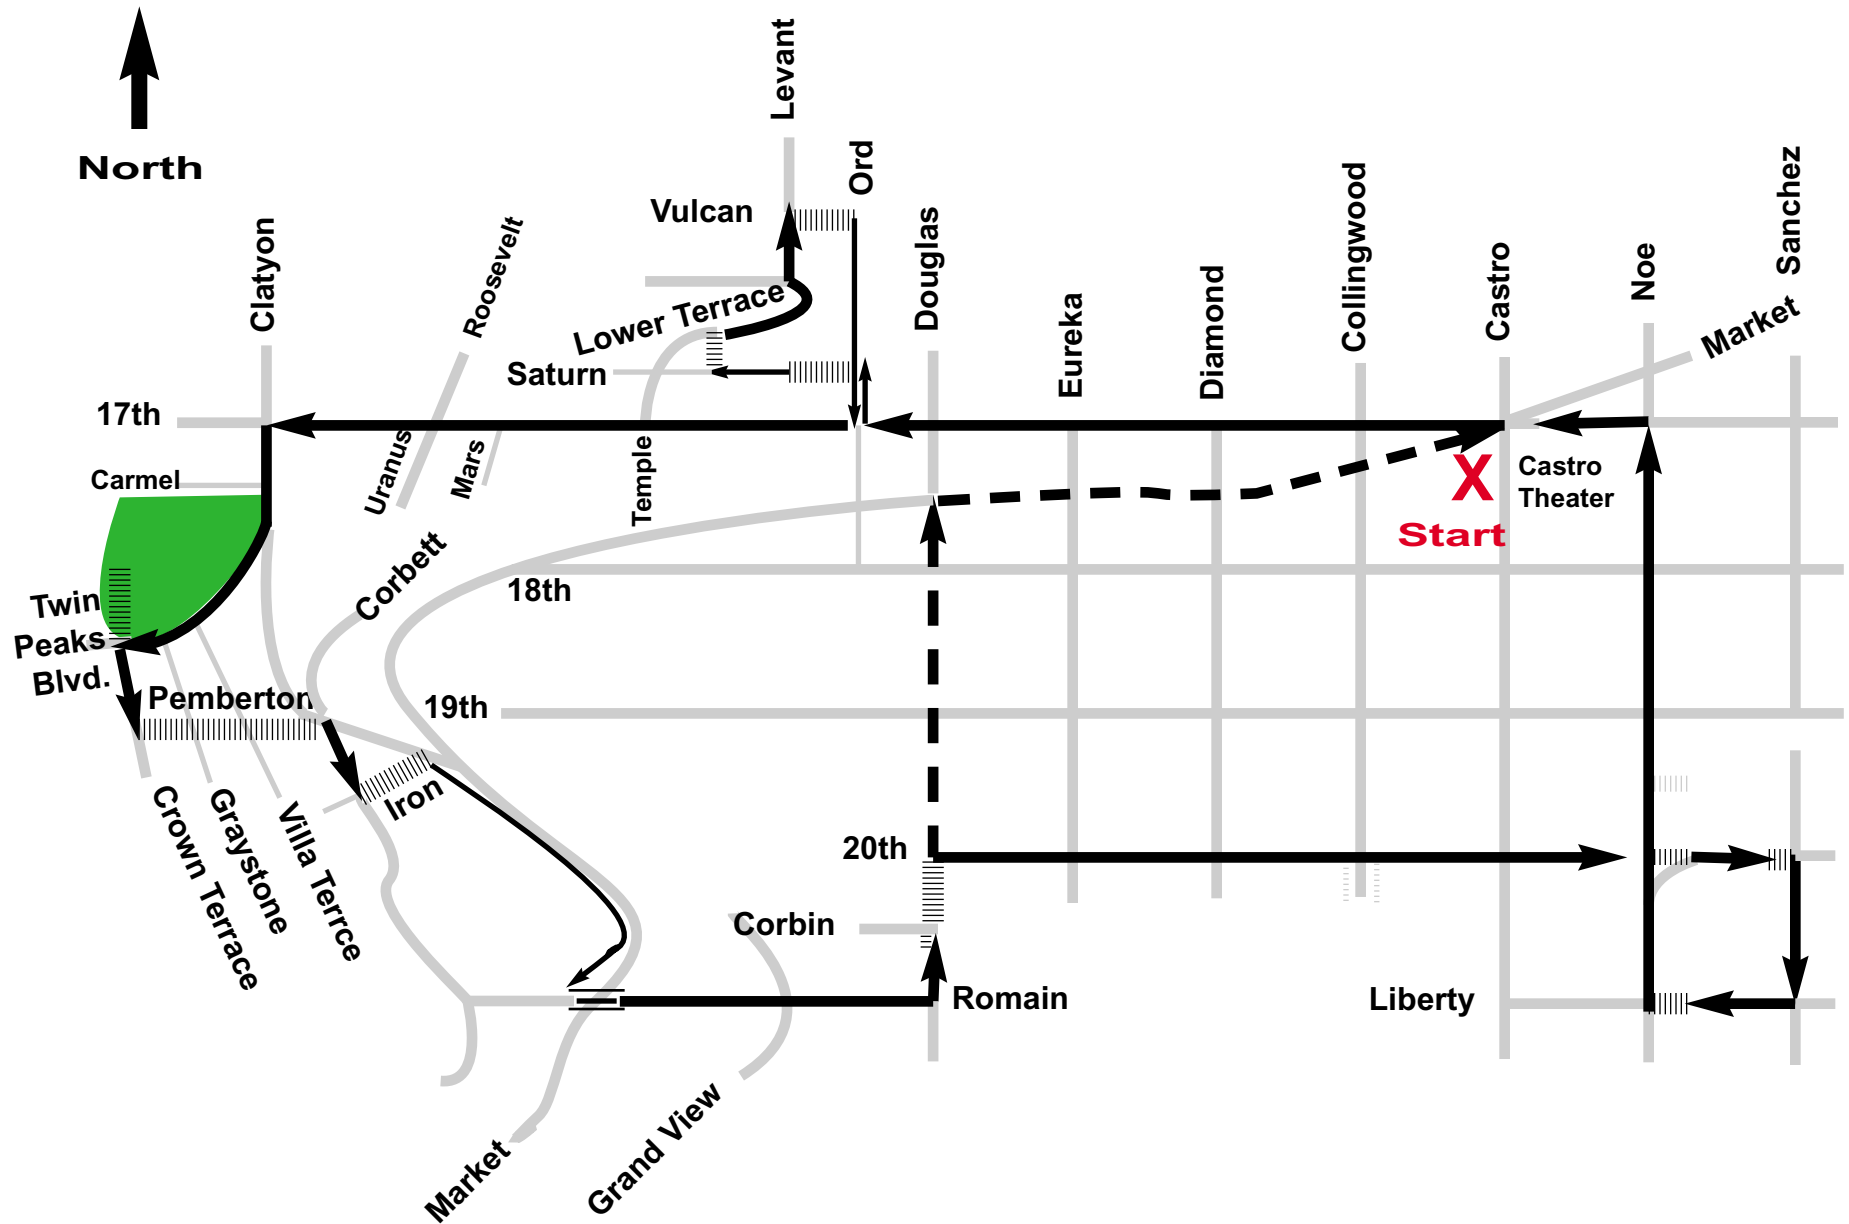 North
Levant
Ord
Vulcan
Sanchez
Collingwood
Douglas
Clatyon
Roosevelt
Castro
Noe
Eureka
Diamond
Market
Lower Terrace
Saturn
17th
Uranus
Mars
Temple
Carmel
X
Start
Castro
Theater
Corbett
18th
Twin
Peaks
Blvd.
Pemberton
19th
Iron
Crown Terrace
Graystone
Villa Terrce
20th
Corbin
Romain
Liberty
Market
Grand View